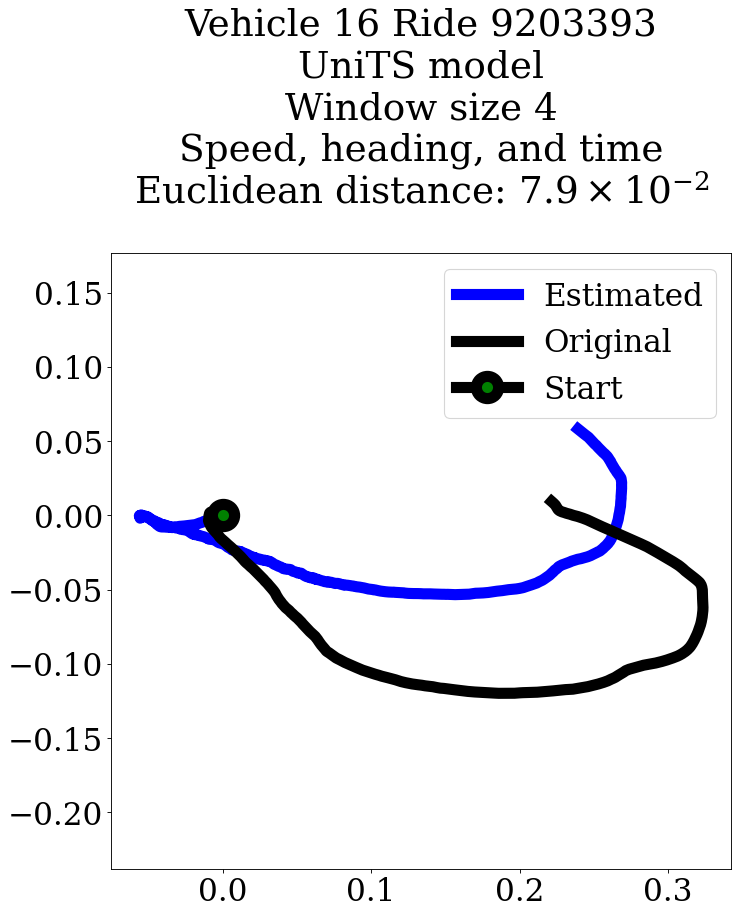 Vehicle 16 Ride 9203393
UniTS model
Window size 4
Speed, heading, and time
Euclidean distance: $7.9 × 10^{-2}$
Estimated
Original
Start
0.15
0.10
0.05
0.00
−0.05
−0.10
−0.15
−0.20
0.0 0.1 0.2 0.3